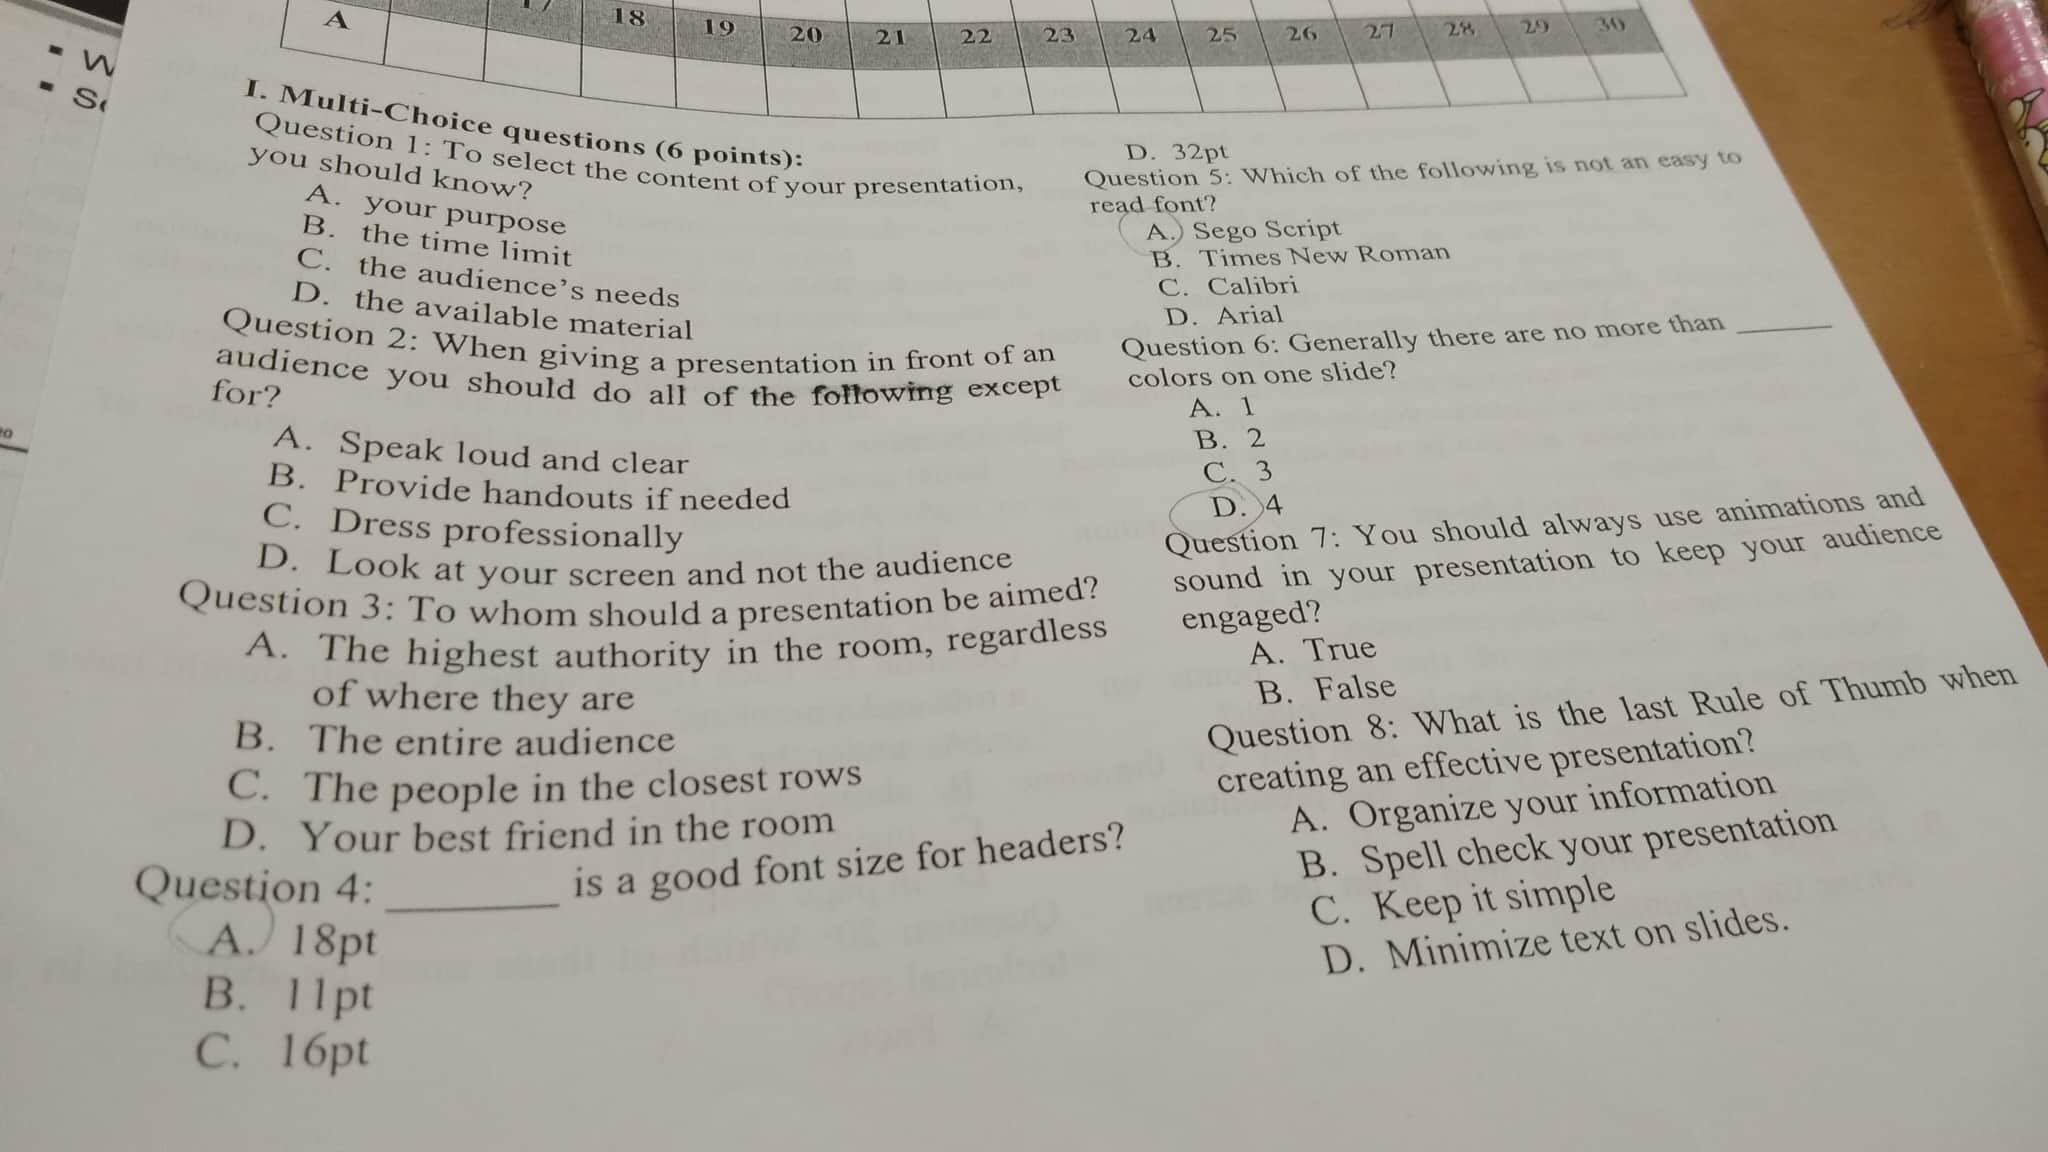 A 17 18 19 20 21 22 23 24 25 26 27 28 29 30
I. Multi-Choice questions (6 points):
Question 1: To select the content of your presentation,
you should know?
A. your purpose
B. the time limit
C. the audience's needs
D. the available material
Question 2: When giving a presentation in front of an
audience you should do all of the following except
for?
A. Speak loud and clear
B. Provide handouts if needed
C. Dress professionally
D. Look at your screen and not the audience
Question 3: To whom should a presentation be aimed?
A. The highest authority in the room, regardless
of where they are
B. The entire audience
C. The people in the closest rows
D. Your best friend in the room
Question 4: ________ is a good font size for headers?
A. 18pt
B. 11pt
C. 16pt
D. 32pt
Question 5: Which of the following is not an easy to
read font?
A. Sego Script
B. Times New Roman
C. Calibri
D. Arial
Question 6: Generally there are no more than ______
colors on one slide?
A. 1
B. 2
C. 3
D. 4
Question 7: You should always use animations and
sound in your presentation to keep your audience
engaged?
A. True
B. False
Question 8: What is the last Rule of Thumb when
creating an effective presentation?
A. Organize your information
B. Spell check your presentation
C. Keep it simple
D. Minimize text on slides.